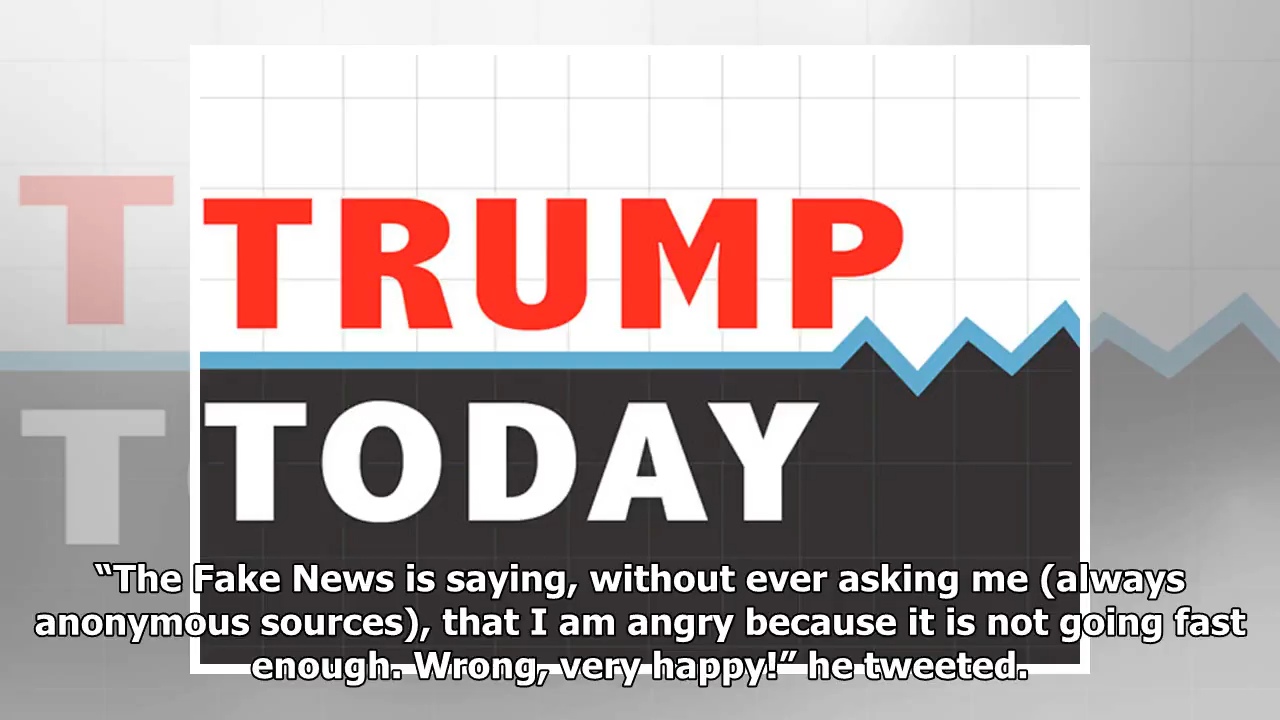 TRUMP
TODAY
“The Fake News is saying, without ever asking me (always
anonymous sources), that I am angry because it is not going fast
enough. Wrong, very happy!” he tweeted.